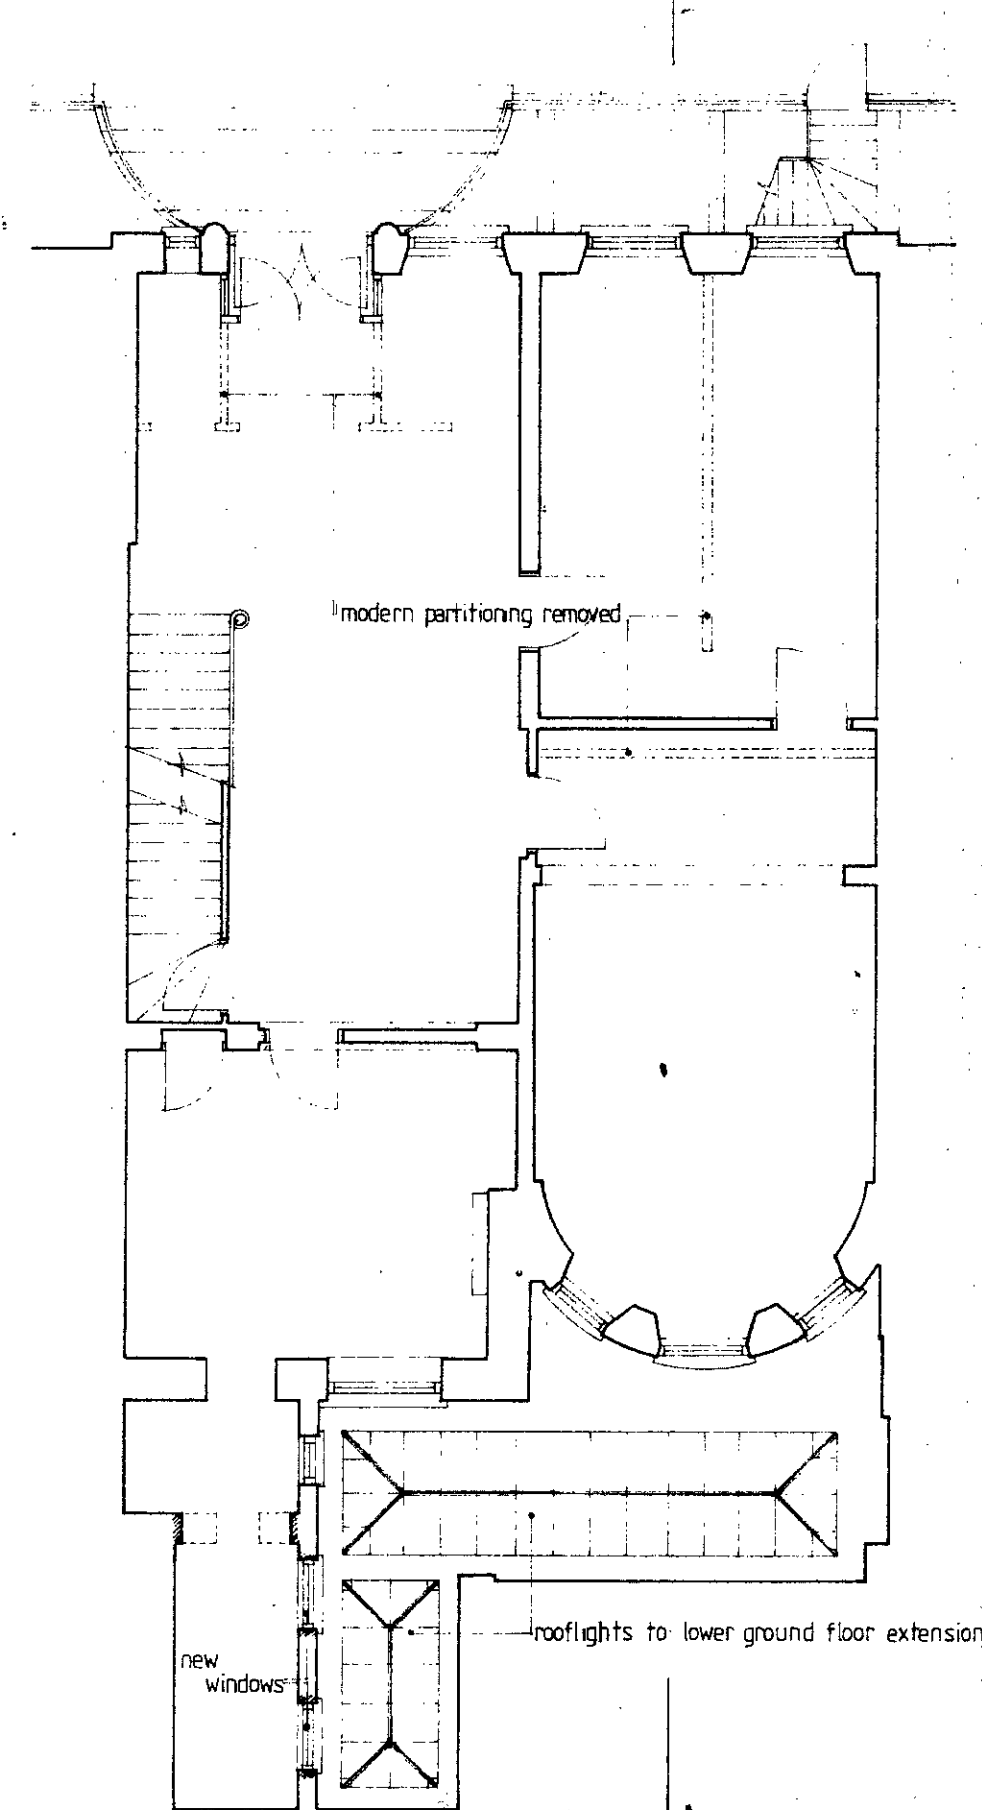 modern partitioning removed
rooflights to lower ground floor extension
new
windows